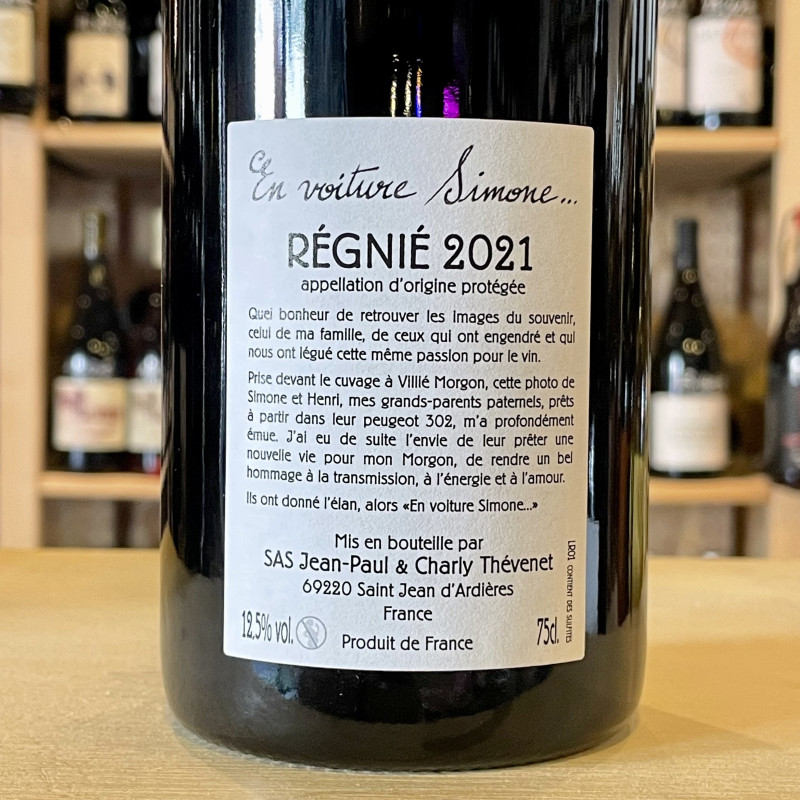 En voiture Simone...
RÉGNIÉ 2021
appellation d'origine protégée
Quel bonheur de retrouver les images du souvenir,
celui de ma famille, de ceux qui ont engendré et qui
nous ont légué cette même passion pour le vin.
Prise devant le cuvage à Villié Morgon, cette photo de
Simone et Henri, mes grands-parents paternels, prêts
à partir dans leur peugeot 302, m'a profondément
émue. J'ai eu de suite l'envie de leur prêter une
nouvelle vie pour mon Morgon, de rendre un bel
hommage à la transmission, à l'énergie et à l'amour.
Ils ont donné l'élan, alors «En voiture Simone...»
Mis en bouteille par
SAS Jean-Paul & Charly Thévenet
69220 Saint Jean d'Ardières
France
12,5% vol.
Produit de France
75cl.
LR01 CONTIENT DES SULFITES